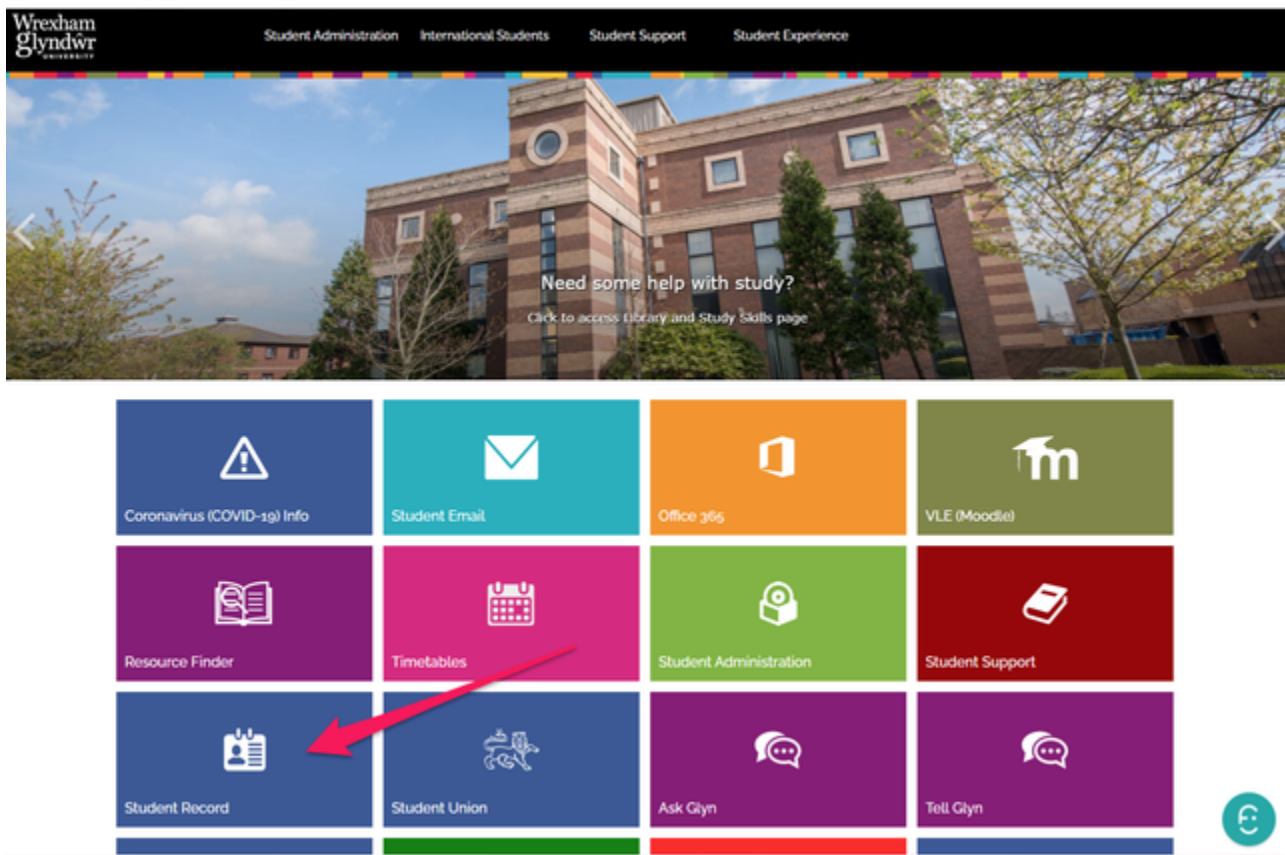 Wrexham
glyndŵr
UNIVERSITY
Student Administration International Students Student Support Student Experience
Need some help with study?
Click to access Library and Study Skills page
Coronavirus (COVID-19) Info
Student Email
Office 365
VLE (Moodle)
Resource Finder
Timetables
Student Administration
Student Support
Student Record
Student Union
Ask Glyn
Tell Glyn